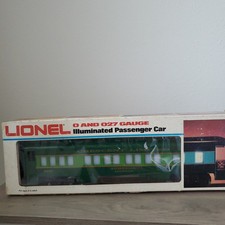 LIONEL
O AND O27 GAUGE
Illuminated Passenger Car